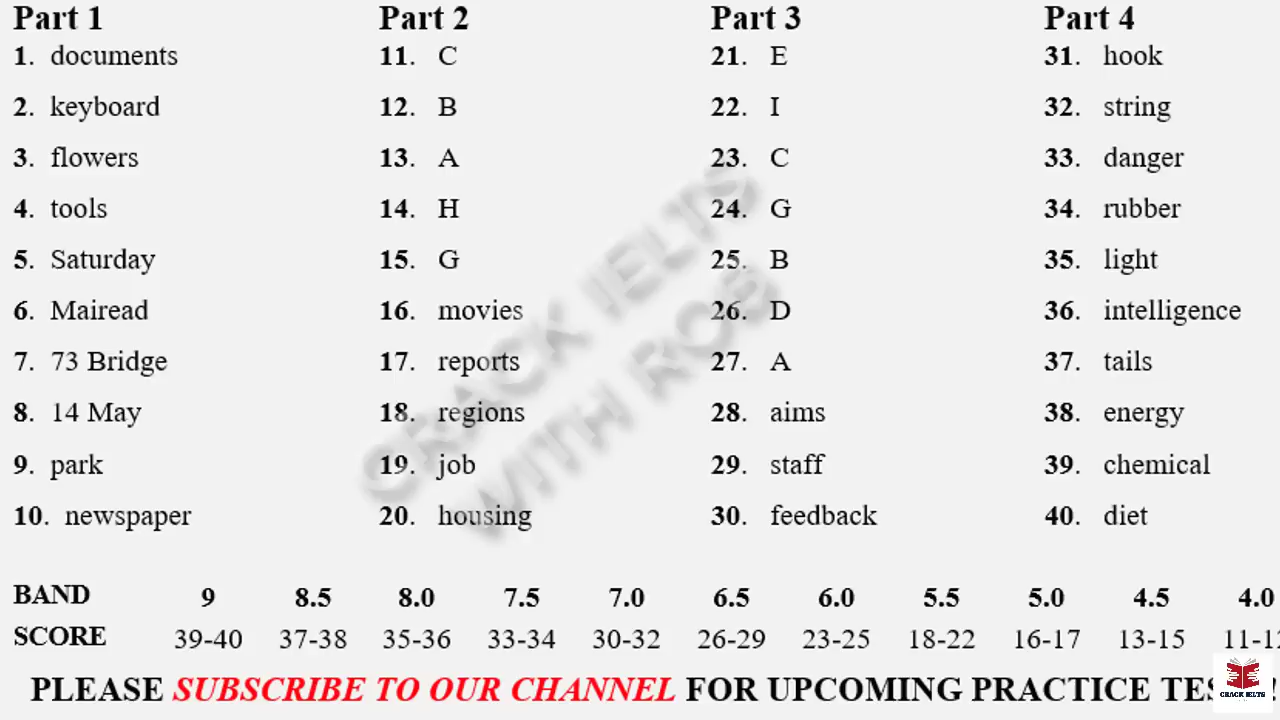 Part 1 Part 2 Part 3 Part 4
1. documents 11. C 21. E 31. hook
2. keyboard 12. B 22. I 32. string
3. flowers 13. A 23. C 33. danger
4. tools 14. H 24. G 34. rubber
5. Saturday 15. G 25. B 35. light
6. Mairead 16. movies 26. D 36. intelligence
7. 73 Bridge 17. reports 27. A 37. tails
8. 14 May 18. regions 28. aims 38. energy
9. park 19. job 29. staff 39. chemical
10. newspaper 20. housing 30. feedback 40. diet
CRACK IELTS
WITH ROB
BAND 9 8.5 8.0 7.5 7.0 6.5 6.0 5.5 5.0 4.5 4.0
SCORE 39-40 37-38 35-36 33-34 30-32 26-29 23-25 18-22 16-17 13-15
PLEASE SUBSCRIBE TO OUR CHANNEL FOR UPCOMING PRACTICE
CRACK IELTS